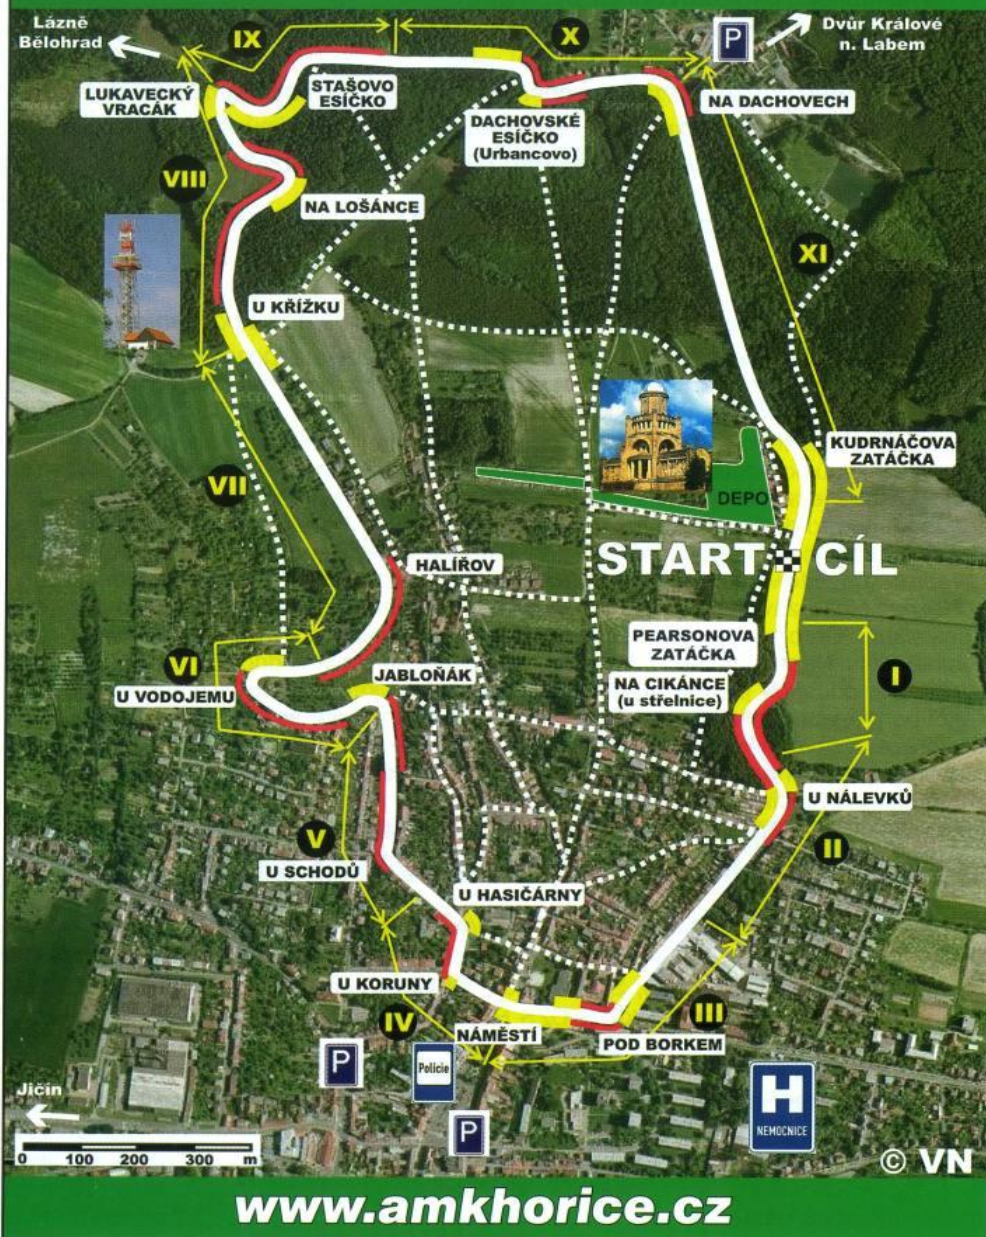 Lázně
Bělohrad
IX
X
P
Dvůr Králové
n. Labem
LUKAVECKÝ
VRACÁK
STAŠOVO
ESÍČKO
DACHOVSKÉ
ESÍČKO
(Urbancovo)
NA DACHOVECH
VIII
NA LOŠÁNCE
XI
U KŘÍŽKU
KUDRNÁČOVA
ZATÁČKA
VII
DEPO
START CÍL
HALÍŘOV
PEARSONOVA
ZATÁČKA
VI
JABLOŇÁK
I
U VODOJEMU
NA CIKÁNCE
(u střelnice)
U NÁLEVKŮ
V
II
U SCHODŮ
U HASIČÁRNY
U KORUNY
IV
III
NÁMĚSTÍ
POD BORKEM
P
Policie
H
NEMOCNICE
Jičín
P
0 100 200 300 m
© VN
www.amkhorice.cz